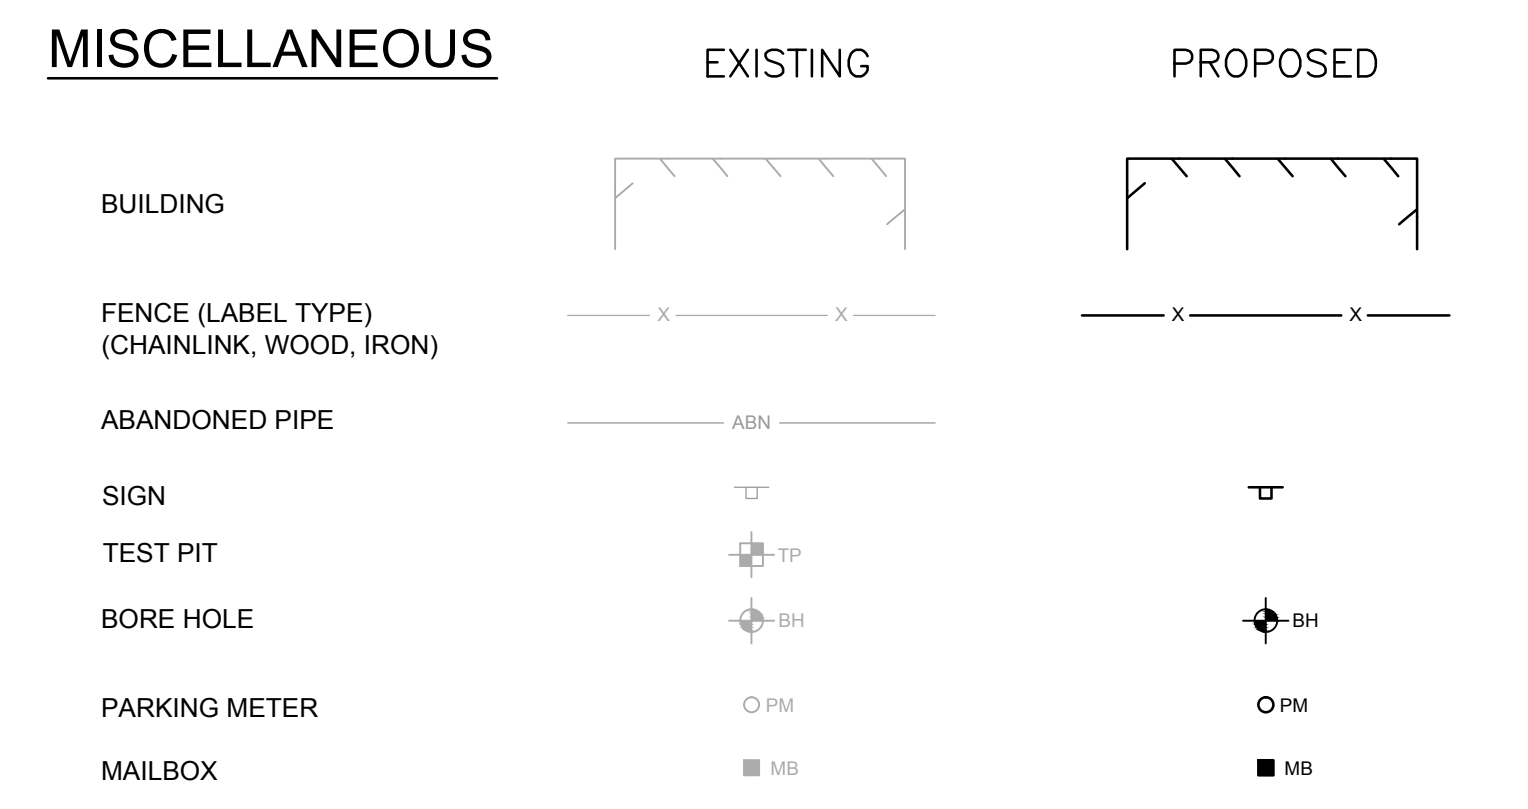 MISCELLANEOUS
EXISTING
PROPOSED
BUILDING
FENCE (LABEL TYPE)
(CHAINLINK, WOOD, IRON)
X X
X X
ABANDONED PIPE
ABN
SIGN
TEST PIT
TP
BORE HOLE
BH
BH
PARKING METER
PM
PM
MAILBOX
MB
MB